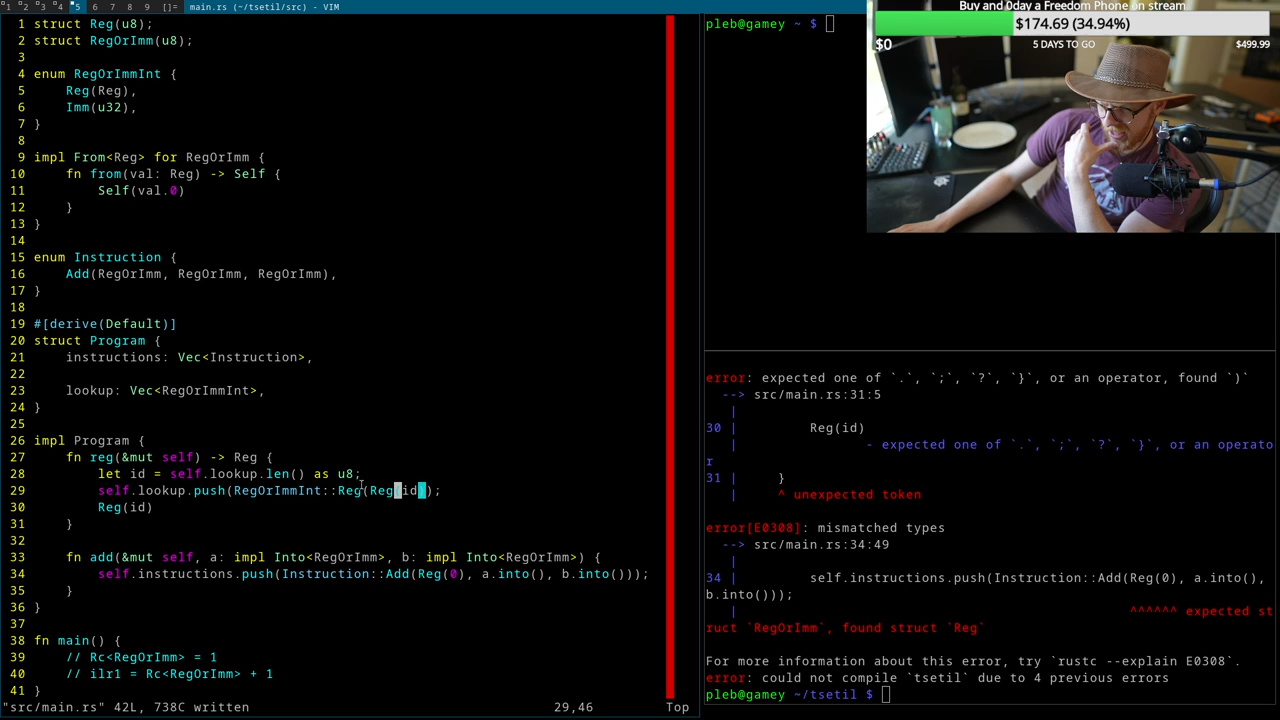 1 2 3 4 5 6 7 8 9 []= main.rs (~/tsetil/src) - VIM
1 struct Reg(u8);
2 struct RegOrImm(u8);
3
4 enum RegOrImmInt {
5     Reg(Reg),
6     Imm(u32),
7 }
8
9 impl From<Reg> for RegOrImm {
10     fn from(val: Reg) -> Self {
11         Self(val.0)
12     }
13 }
14
15 enum Instruction {
16     Add(RegOrImm, RegOrImm, RegOrImm),
17 }
18
19 #[derive(Default)]
20 struct Program {
21     instructions: Vec<Instruction>,
22
23     lookup: Vec<RegOrImmInt>,
24 }
25
26 impl Program {
27     fn reg(&mut self) -> Reg {
28         let id = self.lookup.len() as u8;
29         self.lookup.push(RegOrImmInt::Reg(Reg(id));
30         Reg(id)
31     }
32
33     fn add(&mut self, a: impl Into<RegOrImm>, b: impl Into<RegOrImm>) {
34         self.instructions.push(Instruction::Add(Reg(0), a.into(), b.into()));
35     }
36 }
37
38 fn main() {
39     // Rc<RegOrImm> = 1
40     // ilr1 = Rc<RegOrImm> + 1
41 }
"src/main.rs" 42L, 738C written 29,46 Top
pleb@gamey ~ $
Buy and 0day a Freedom Phone on stream
$174.69 (34.94%)
$0 5 DAYS TO GO $499.99
error: expected one of `.`, `;`, `?`, `}`, or an operator, found `)`
  --> src/main.rs:31:5
   |
30 |         Reg(id)
   |                - expected one of `.`, `;`, `?`, `}`, or an operato
r
31 |     }
   |     ^ unexpected token
error[E0308]: mismatched types
  --> src/main.rs:34:49
   |
34 |         self.instructions.push(Instruction::Add(Reg(0), a.into(),
b.into()));
   |                                                 ^^^^^^ expected st
ruct `RegOrImm`, found struct `Reg`
For more information about this error, try `rustc --explain E0308`.
error: could not compile `tsetil` due to 4 previous errors
pleb@gamey ~/tsetil $